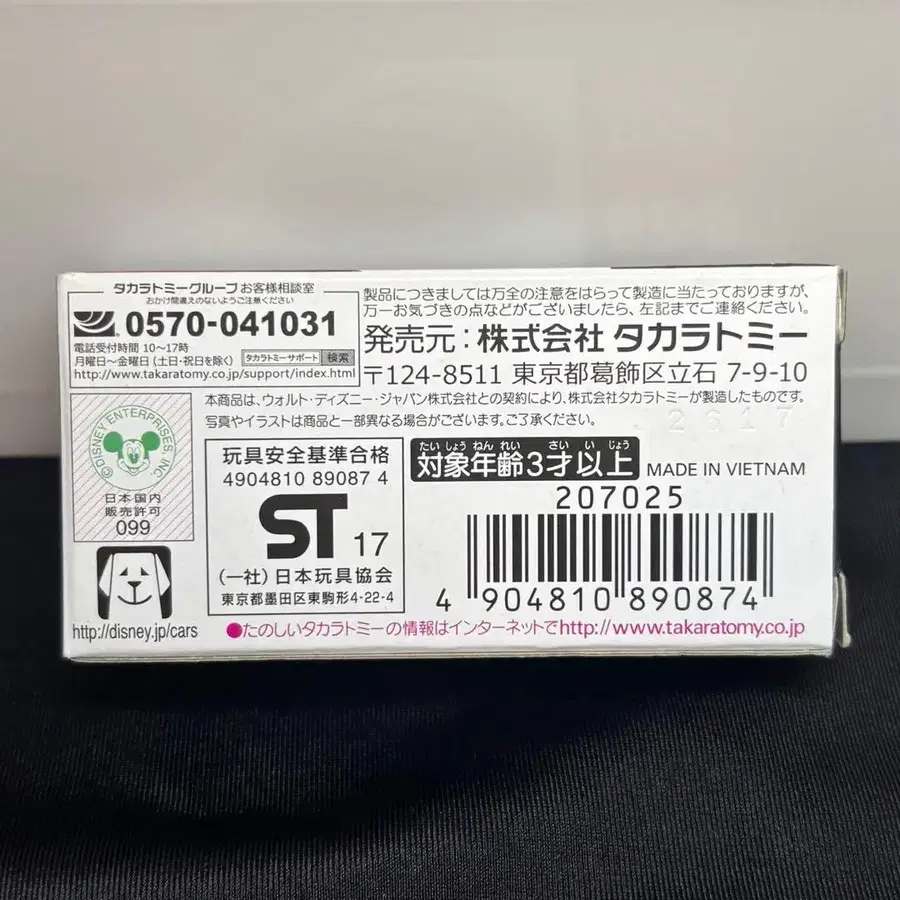 タカラトミーグループ お客様相談室
おかけ間違えのないようご注意ください
0570-041031
電話受付時間 10〜17時
月曜日〜金曜日 (土日・祝日を除く) タカラトミーサポート 検索
http://www.takaratomy.co.jp/support/index.html
製品につきましては万全の注意をはらって製造に当たっておりますが、
万一お気づきの点などがございましたら、左記までご連絡ください。
発売元：株式会社 タカラトミー
〒124-8511 東京都葛飾区立石 7-9-10
本商品は、ウォルト・ディズニー・ジャパン株式会社との契約により、株式会社タカラトミーが製造したものです。
写真やイラストは商品と一部異なる場合がございます。ご了承ください。
2617
©DISNEY ENTERPRISES, INC.
日本国内
販売許可
099
http://disney.jp/cars
玩具安全基準合格
4904810 89087 4
ST 17
(一社) 日本玩具協会
東京都墨田区東駒形4-22-4
たいしょうねんれい さい いじょう
対象年齢3才以上
MADE IN VIETNAM
207025
4 904810 890874
●たのしいタカラトミーの情報はインターネットでhttp://www.takaratomy.co.jp